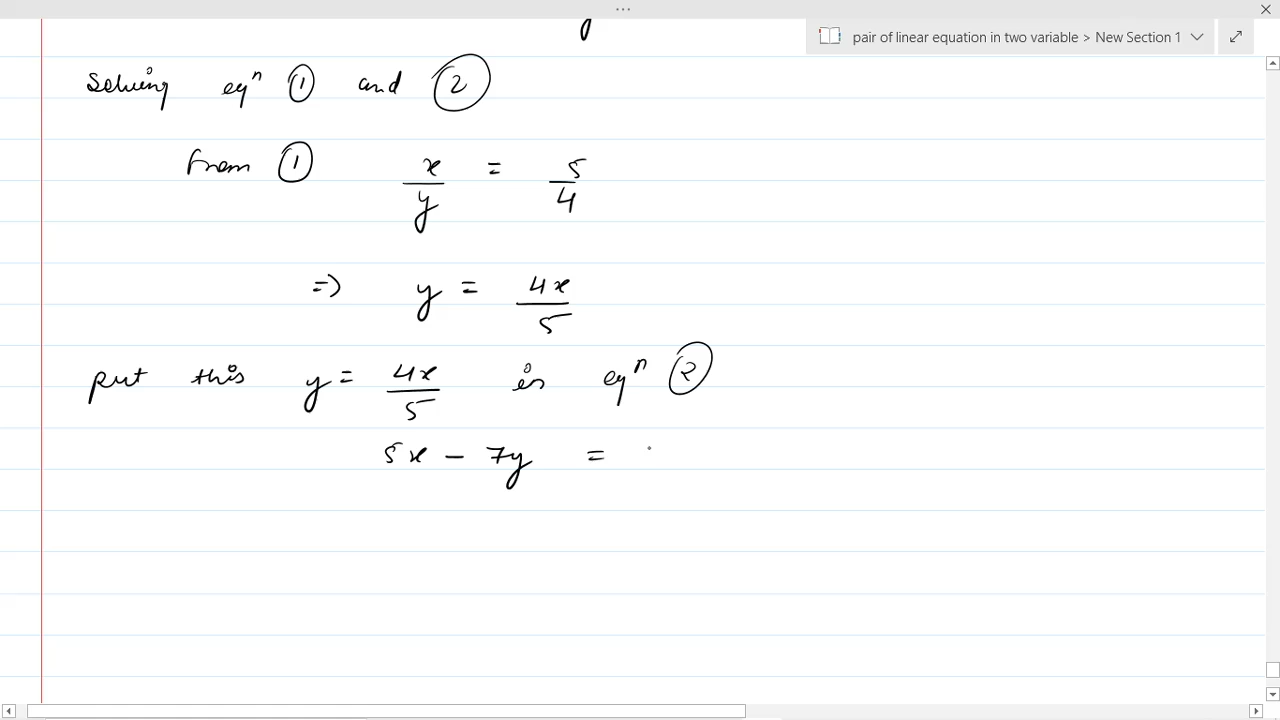 pair of linear equation in two variable > New Section 1
Solving eqⁿ ① and ②
From ① x/y = 5/4
=> y = 4x/5
put this y = 4x/5 in eqⁿ ②
5x - 7y =